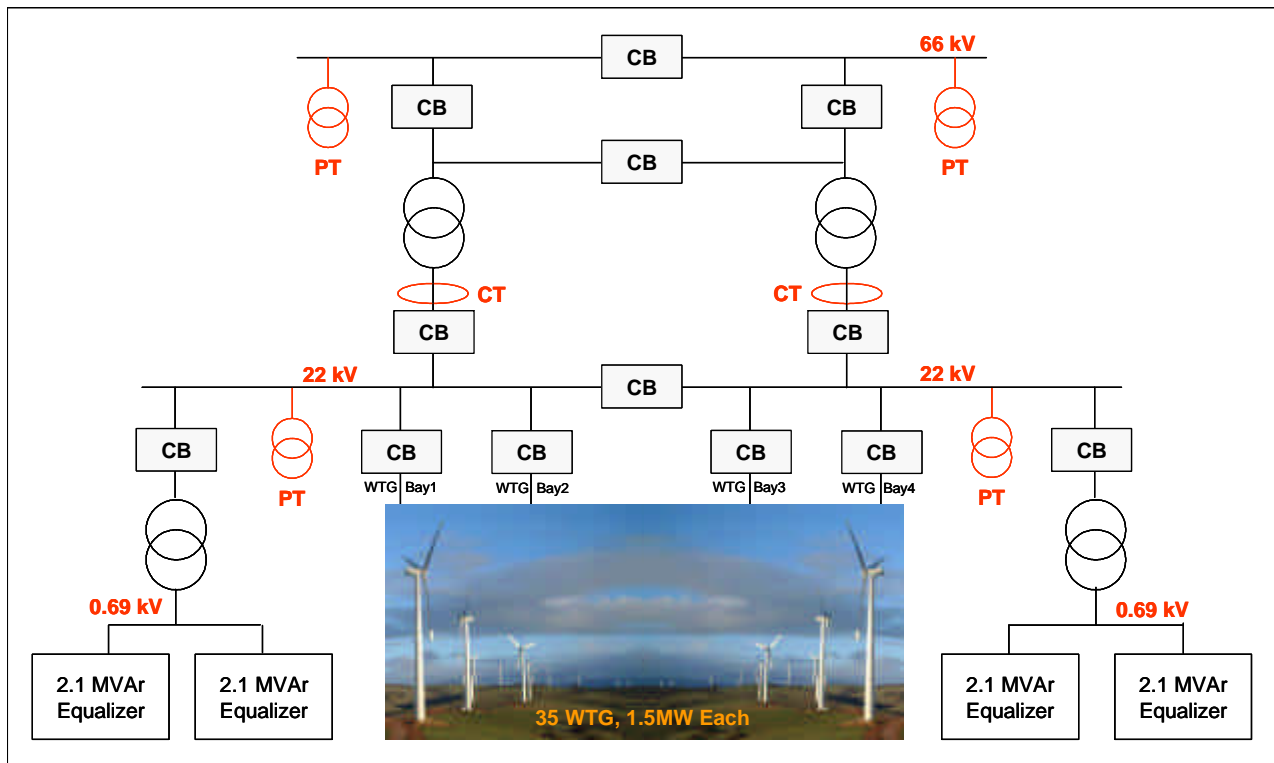 66 kV
CB
CB
CB
PT
PT
CB
CT
CT
CB
CB
22 kV
CB
22 kV
CB
CB
CB
CB
CB
CB
PT
PT
WTG Bay1
WTG Bay2
WTG Bay3
WTG Bay4
0.69 kV
0.69 kV
2.1 MVAr
Equalizer
2.1 MVAr
Equalizer
2.1 MVAr
Equalizer
2.1 MVAr
Equalizer
35 WTG, 1.5MW Each